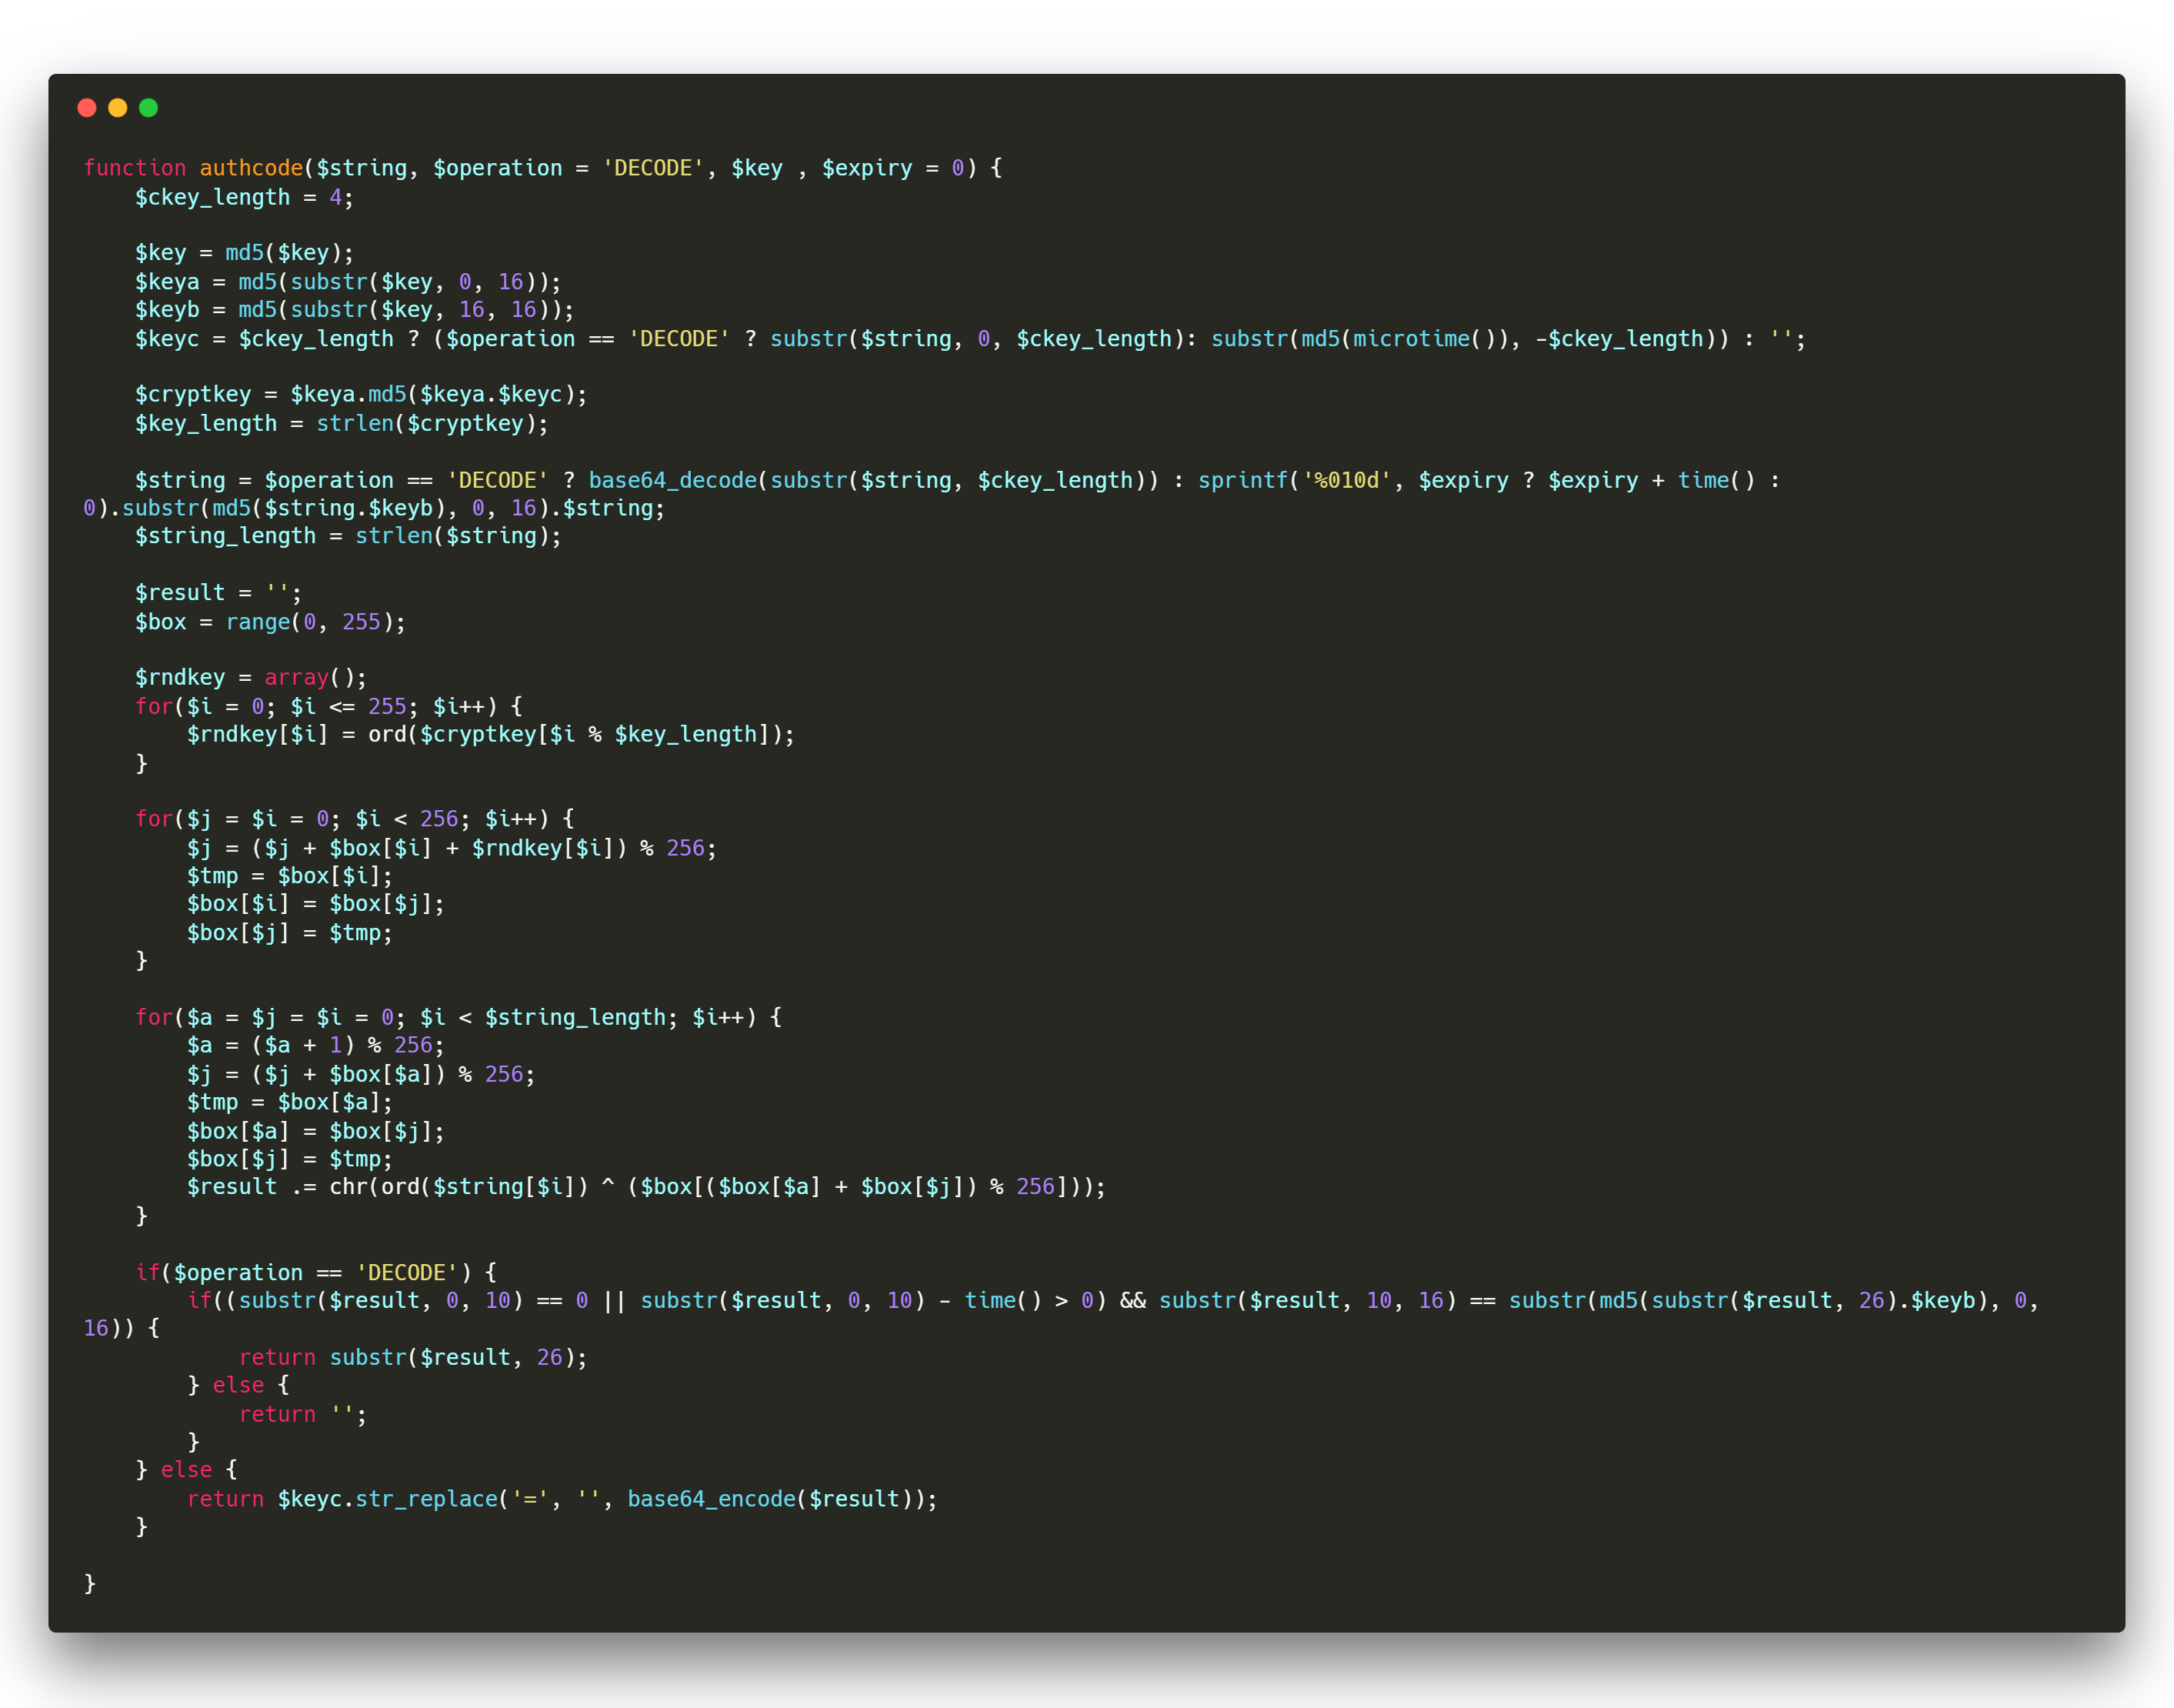 function authcode($string, $operation = 'DECODE', $key , $expiry = 0) {
    $ckey_length = 4;

    $key = md5($key);
    $keya = md5(substr($key, 0, 16));
    $keyb = md5(substr($key, 16, 16));
    $keyc = $ckey_length ? ($operation == 'DECODE' ? substr($string, 0, $ckey_length): substr(md5(microtime()), -$ckey_length)) : '';

    $cryptkey = $keya.md5($keya.$keyc);
    $key_length = strlen($cryptkey);

    $string = $operation == 'DECODE' ? base64_decode(substr($string, $ckey_length)) : sprintf('%010d', $expiry ? $expiry + time() :
0).substr(md5($string.$keyb), 0, 16).$string;
    $string_length = strlen($string);

    $result = '';
    $box = range(0, 255);

    $rndkey = array();
    for($i = 0; $i <= 255; $i++) {
        $rndkey[$i] = ord($cryptkey[$i % $key_length]);
    }

    for($j = $i = 0; $i < 256; $i++) {
        $j = ($j + $box[$i] + $rndkey[$i]) % 256;
        $tmp = $box[$i];
        $box[$i] = $box[$j];
        $box[$j] = $tmp;
    }

    for($a = $j = $i = 0; $i < $string_length; $i++) {
        $a = ($a + 1) % 256;
        $j = ($j + $box[$a]) % 256;
        $tmp = $box[$a];
        $box[$a] = $box[$j];
        $box[$j] = $tmp;
        $result .= chr(ord($string[$i]) ^ ($box[($box[$a] + $box[$j]) % 256]));
    }

    if($operation == 'DECODE') {
        if((substr($result, 0, 10) == 0 || substr($result, 0, 10) - time() > 0) && substr($result, 10, 16) == substr(md5(substr($result, 26).$keyb), 0,
16)) {
            return substr($result, 26);
        } else {
            return '';
        }
    } else {
        return $keyc.str_replace('=', '', base64_encode($result));
    }

}